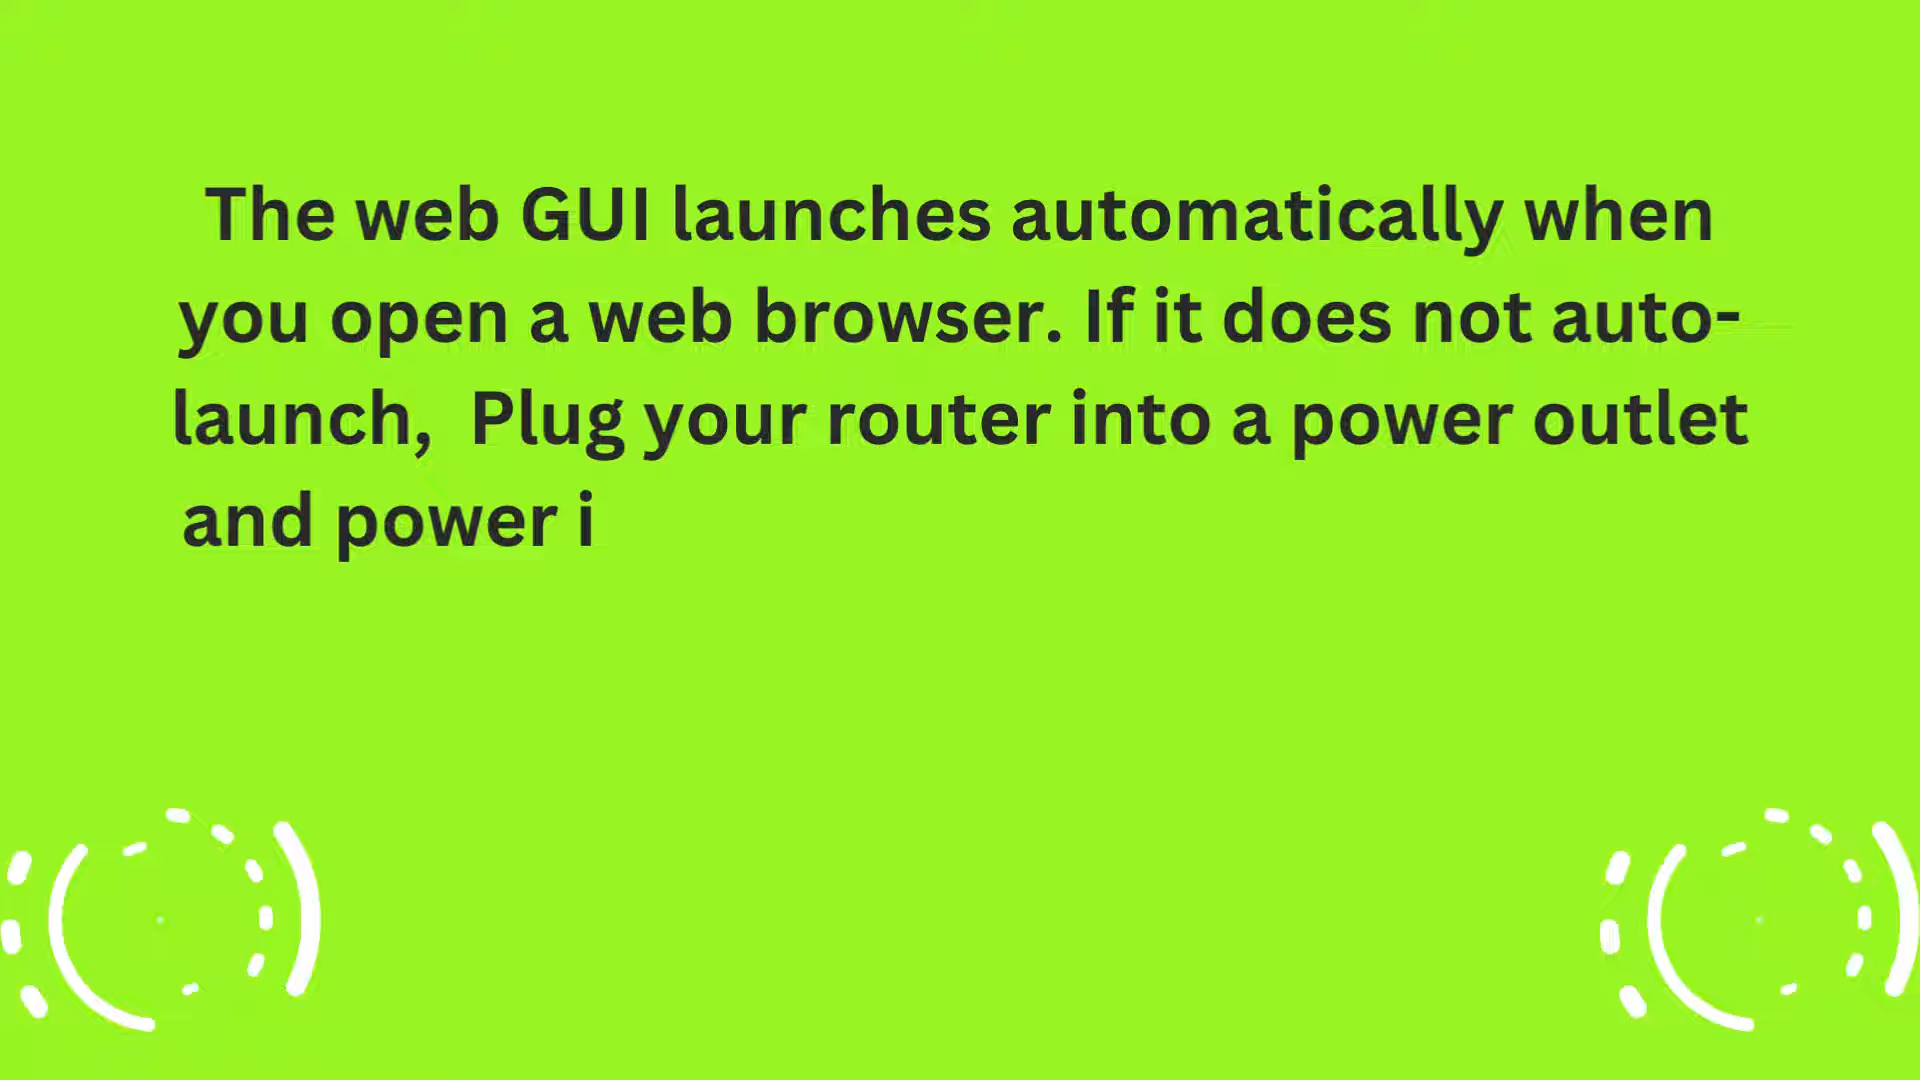 The web GUI launches automatically when
you open a web browser. If it does not auto-
launch,  Plug your router into a power outlet
and power i